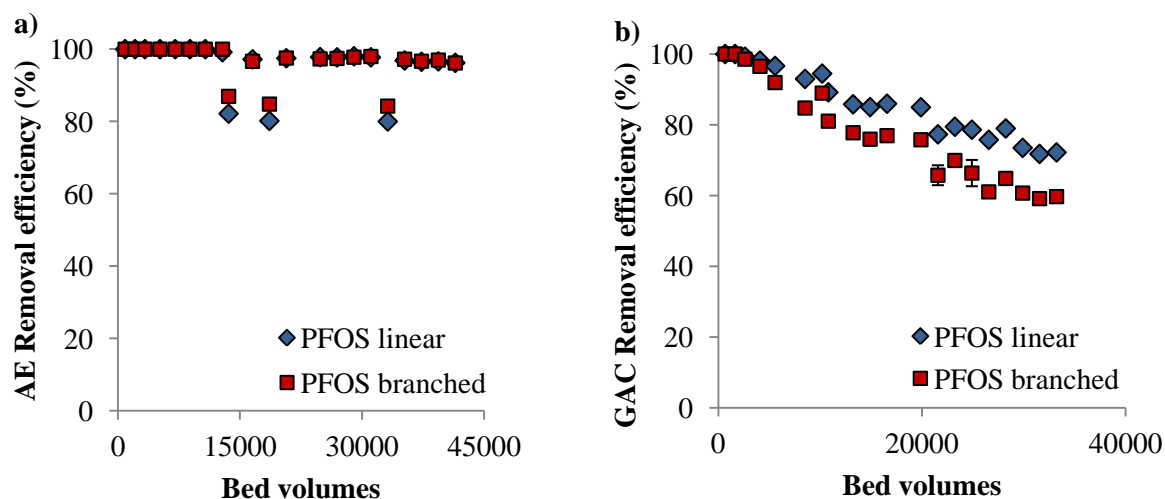 a)
AE Removal efficiency (%)
100
80
60
40
20
0
PFOS linear
PFOS branched
0 15000 30000 45000
Bed volumes
b)
GAC Removal efficiency (%)
100
80
60
40
20
0
PFOS linear
PFOS branched
0 20000 40000
Bed volumes